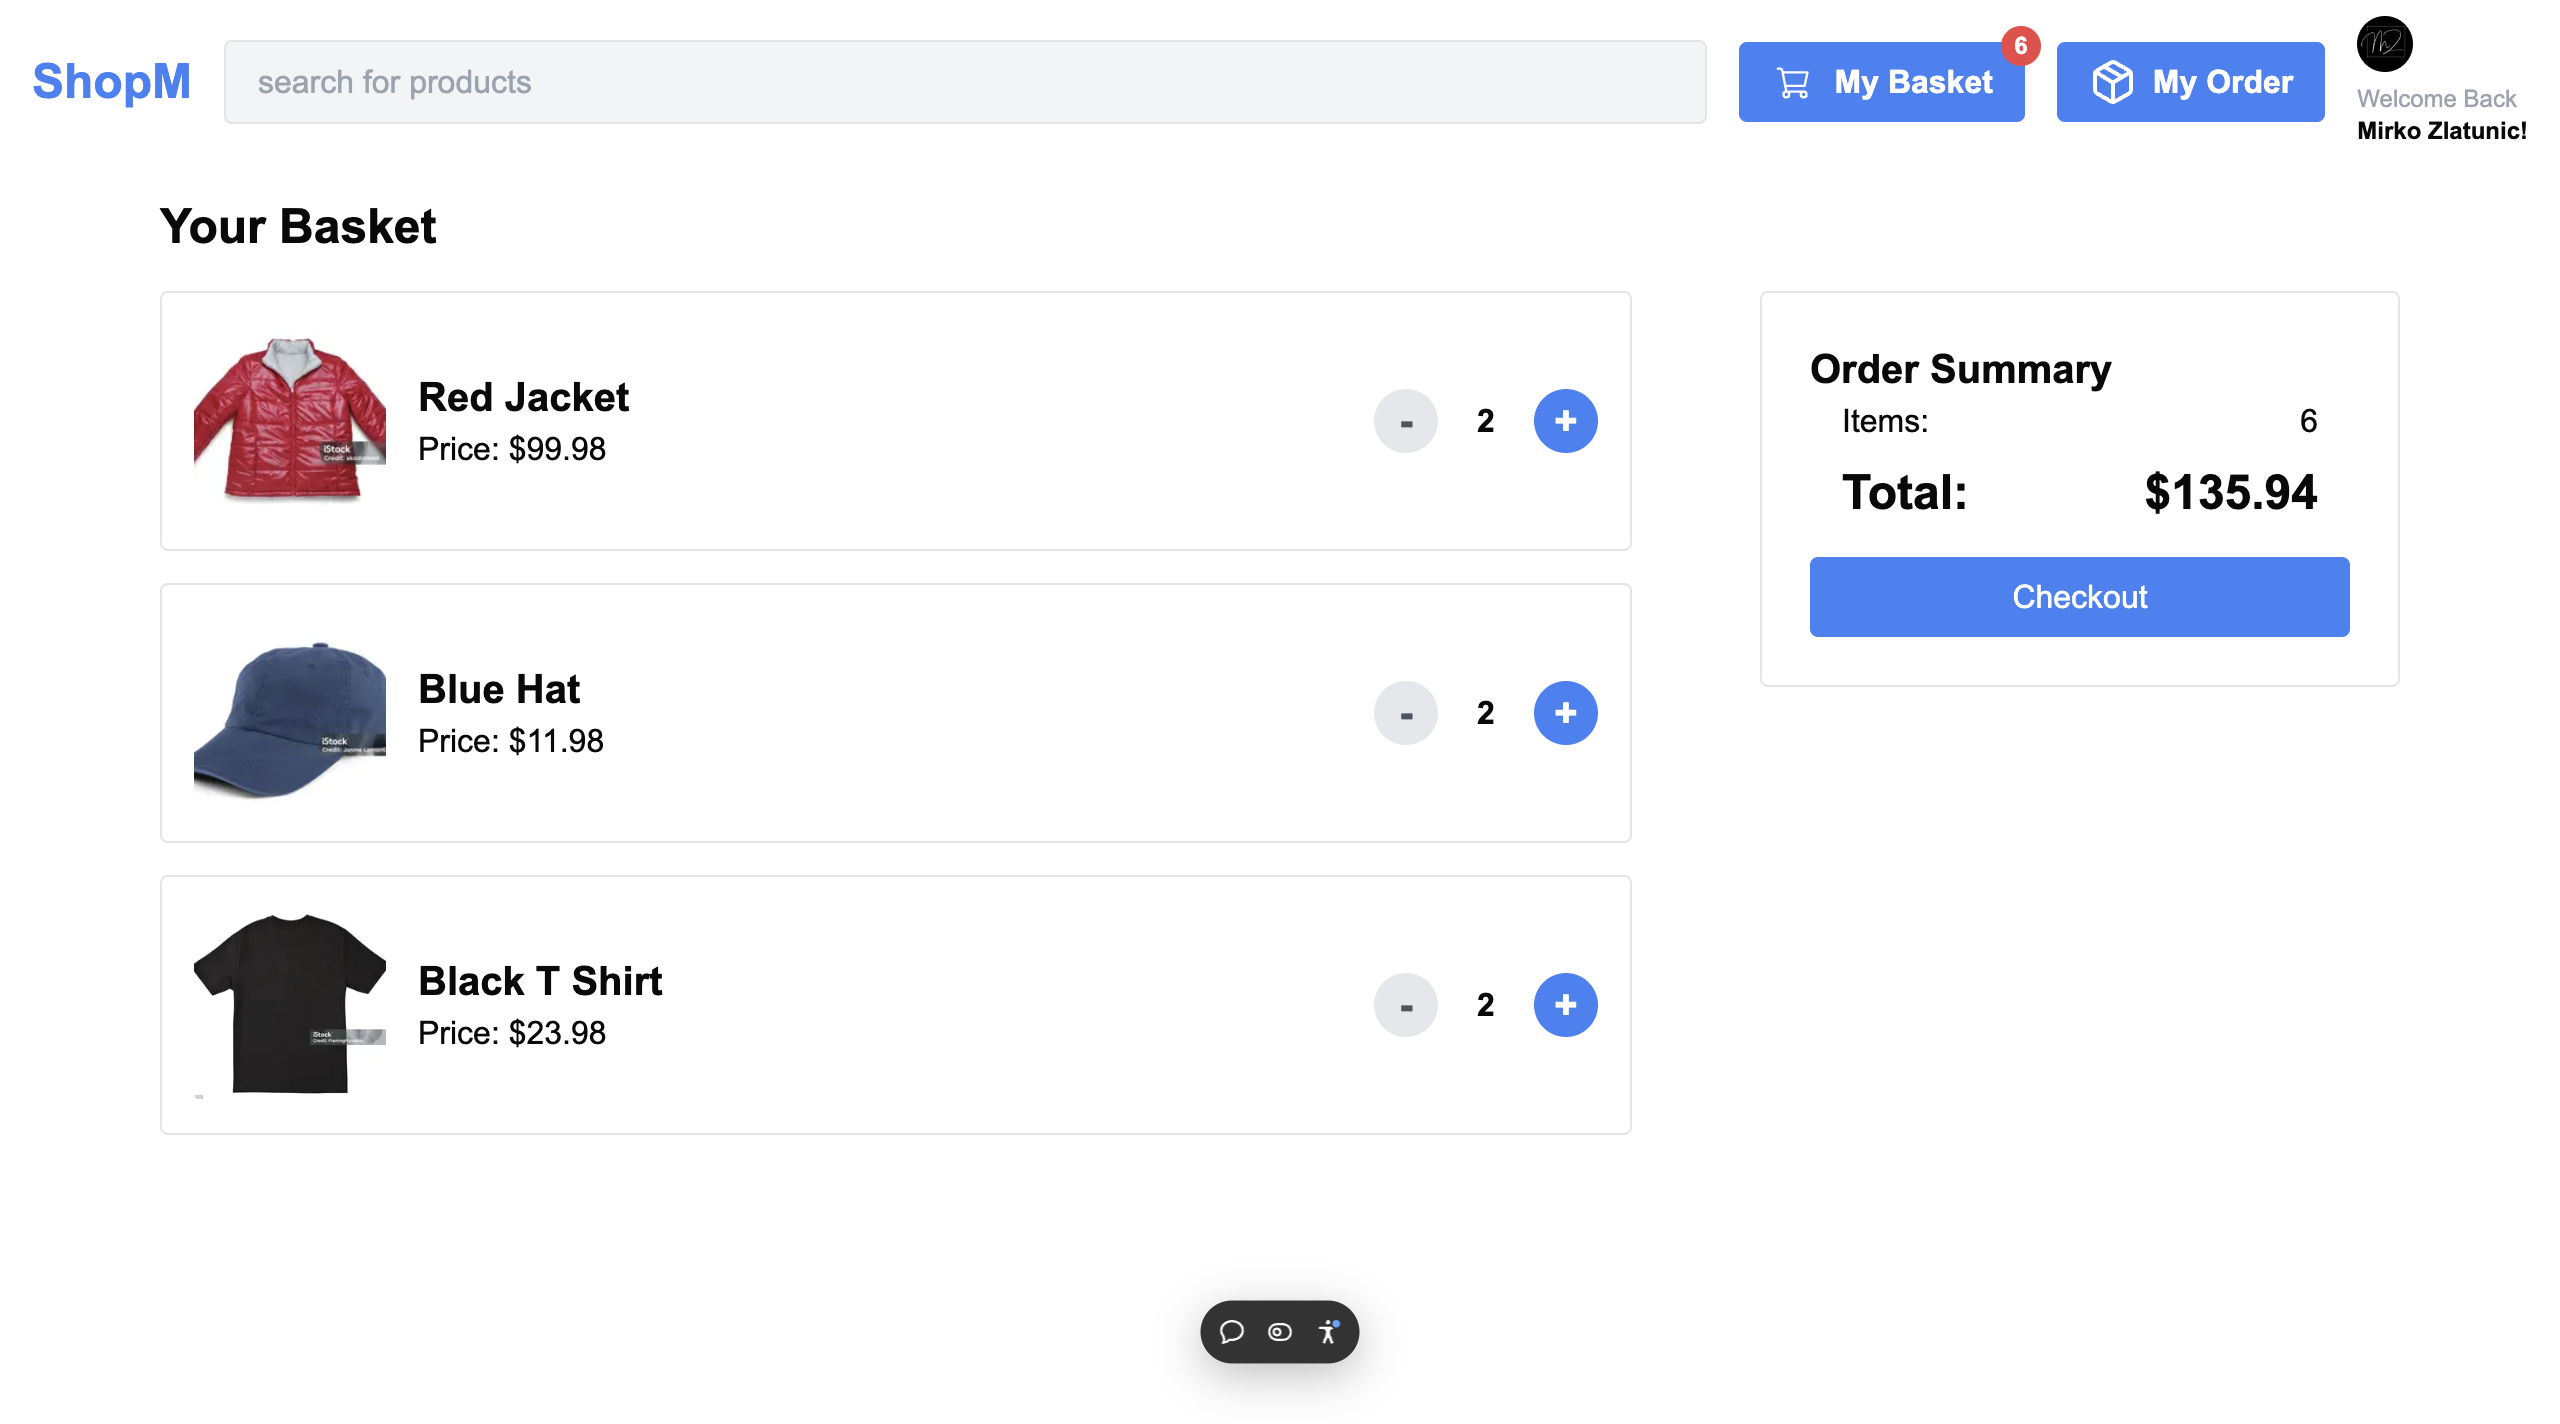 ShopM
search for products
My Basket
6
My Order
Welcome Back
Mirko Zlatunic!
Your Basket
Red Jacket
Price: $99.98
- 2 +
iStock
Blue Hat
Price: $11.98
- 2 +
iStock
Black T Shirt
Price: $23.98
- 2 +
iStock
Order Summary
Items: 6
Total: $135.94
Checkout